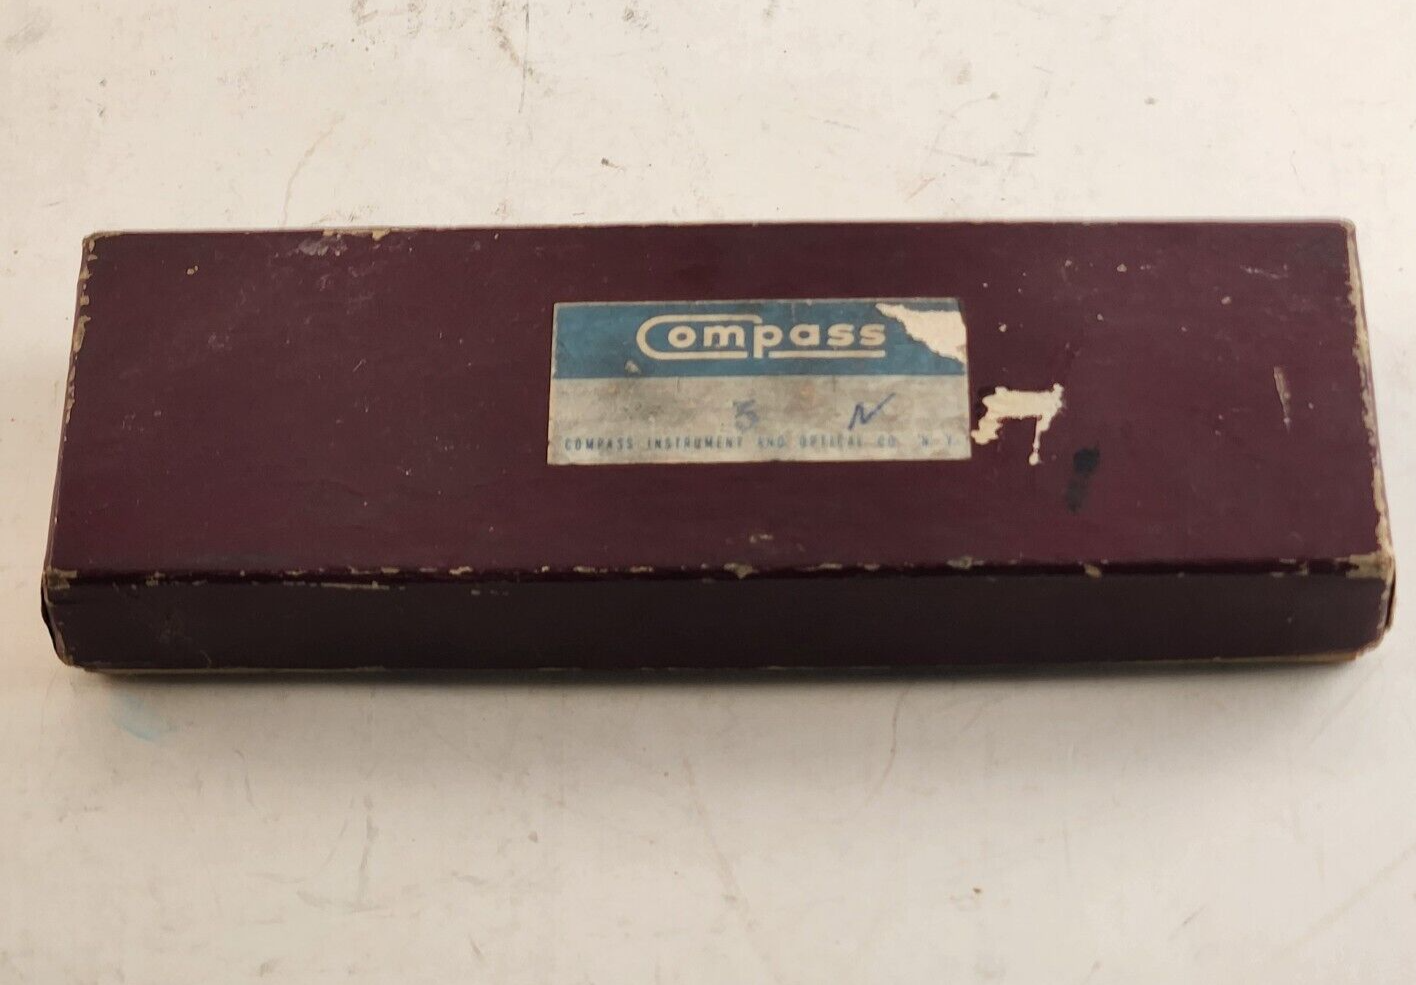 Compass
3 N
COMPASS INSTRUMENT AND OPTICAL CO. N.Y.